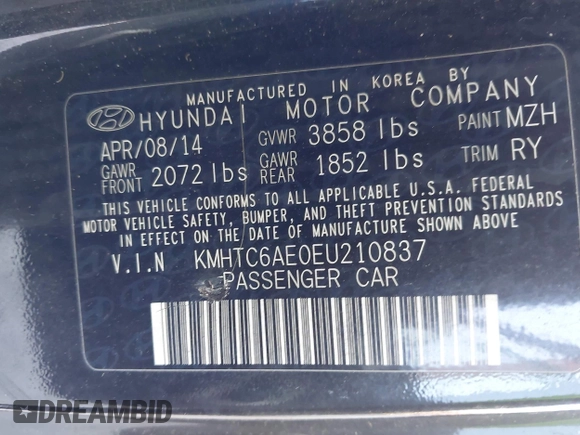 MANUFACTURED IN KOREA BY
HYUNDAI MOTOR COMPANY
APR/08/14 GVWR 3858 lbs PAINT MZH
GAWR FRONT 2072 lbs GAWR REAR 1852 lbs TRIM RY
THIS VEHICLE CONFORMS TO ALL APPLICABLE U.S.A. FEDERAL
MOTOR VEHICLE SAFETY, BUMPER, AND THEFT PREVENTION STANDARDS
IN EFFECT ON THE DATE OF MANUFACTURE SHOWN ABOVE.
V.I.N KMHTC6AE0EU210837
PASSENGER CAR
DREAMBID